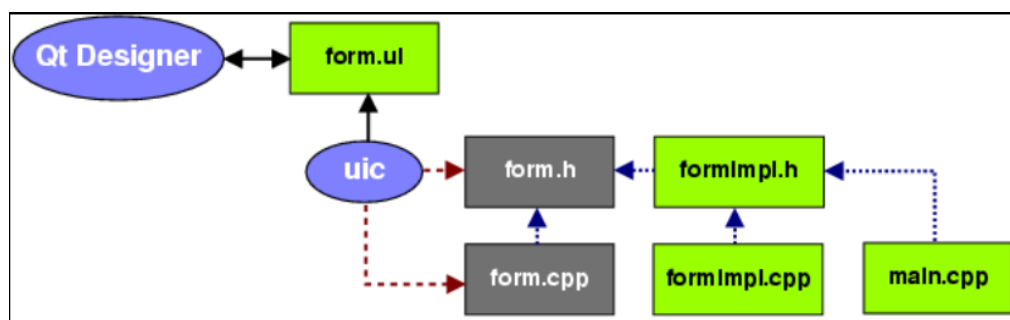 Qt Designer
form.ui
uic
form.h
formImpl.h
form.cpp
formImpl.cpp
main.cpp